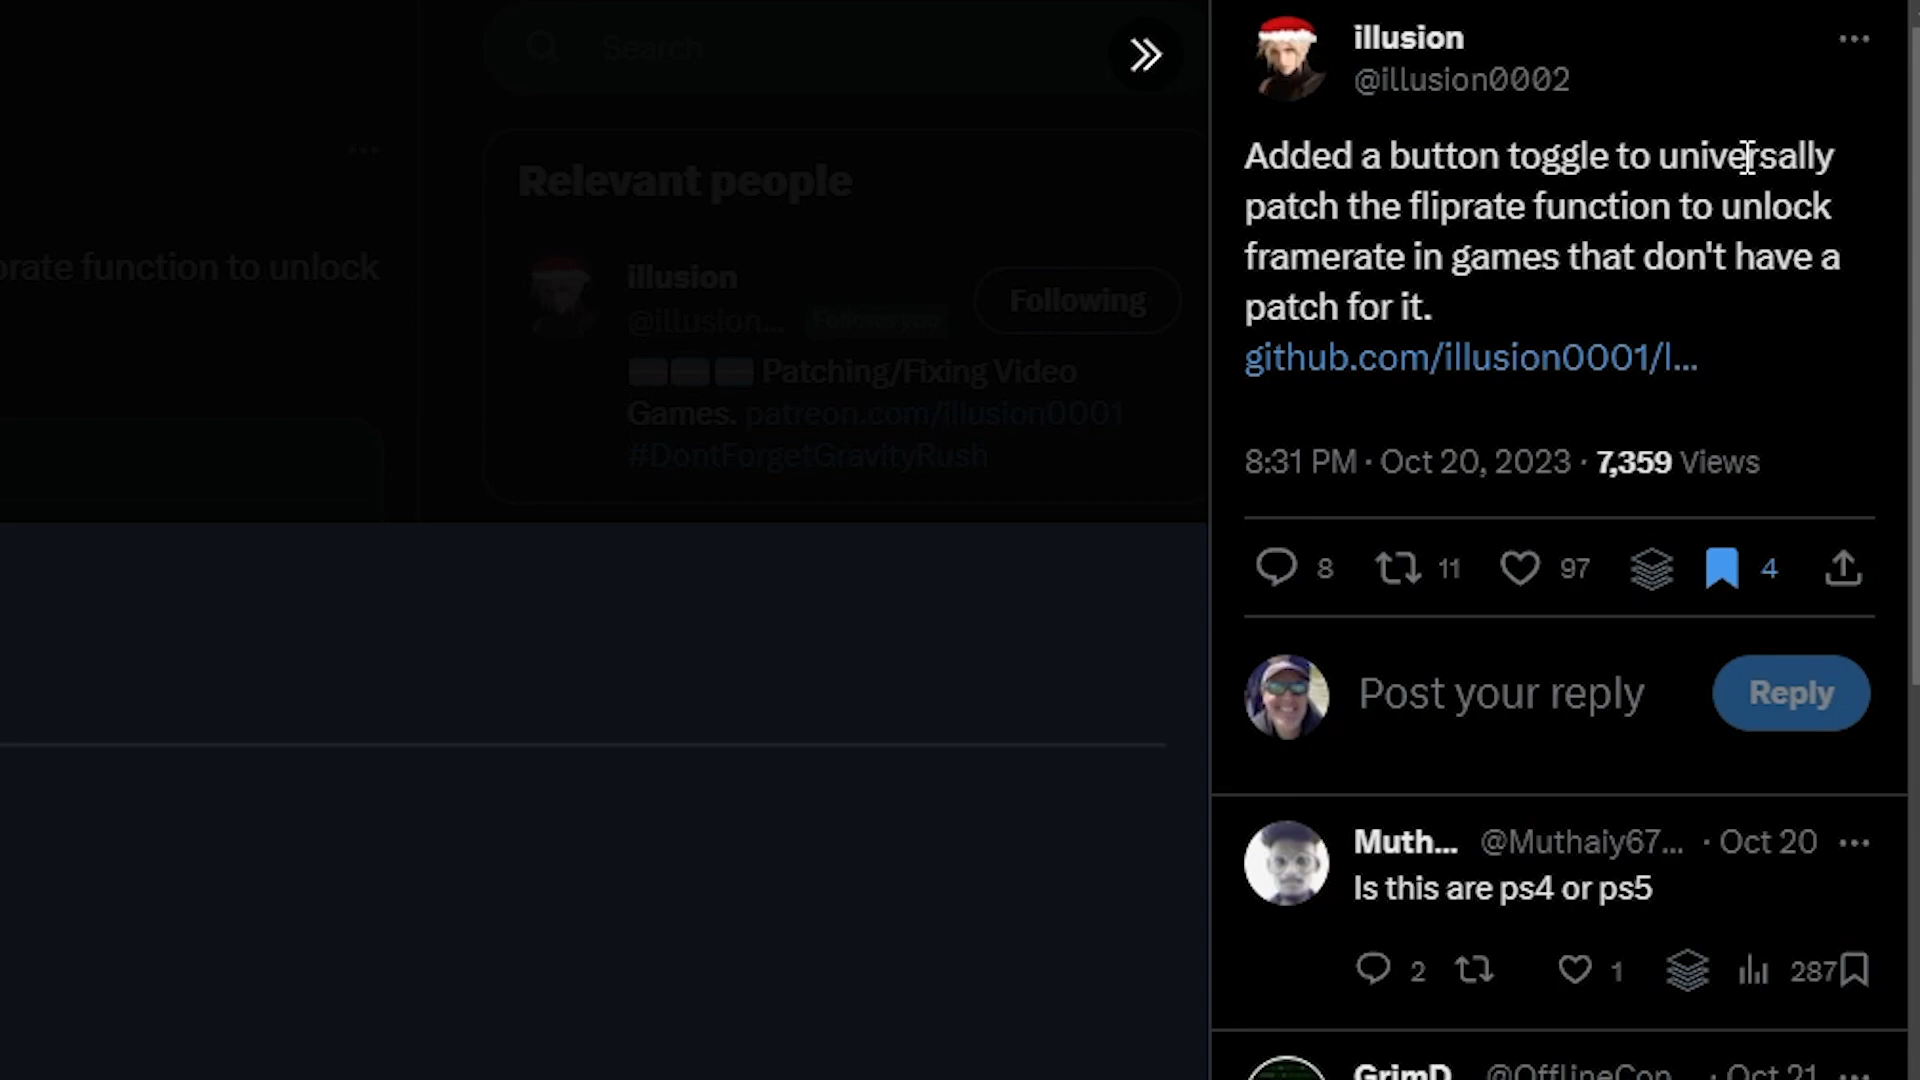 Search
Relevant people
illusion
@illusion...
Follows you
Following
Patching/Fixing Video
Games. patreon.com/illusion0001
#DontForgetGravityRush
prate function to unlock
illusion
@illusion0002
Added a button toggle to universally
patch the fliprate function to unlock
framerate in games that don't have a
patch for it.
github.com/illusion0001/l...
8:31 PM · Oct 20, 2023 · 7,359 Views
8 11 97 4
Post your reply
Reply
Muth... @Muthaiy67... · Oct 20
Is this are ps4 or ps5
2 1 287
GrimD @OfflineCon · Oct 21